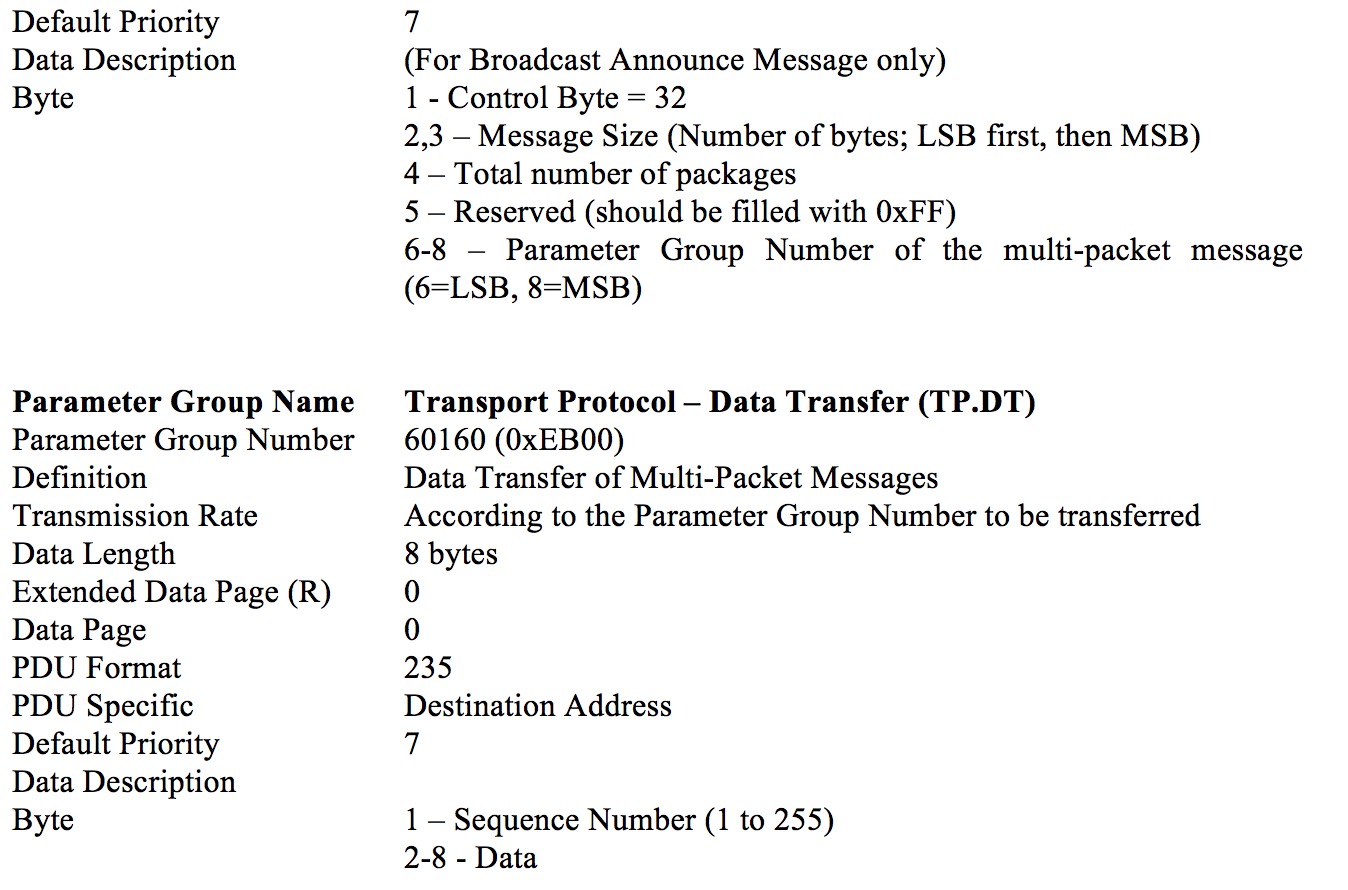 Default Priority 7
Data Description (For Broadcast Announce Message only)
Byte 1 - Control Byte = 32
2,3 – Message Size (Number of bytes; LSB first, then MSB)
4 – Total number of packages
5 – Reserved (should be filled with 0xFF)
6-8 – Parameter Group Number of the multi-packet message
(6=LSB, 8=MSB)
Parameter Group Name Transport Protocol – Data Transfer (TP.DT)
Parameter Group Number 60160 (0xEB00)
Definition Data Transfer of Multi-Packet Messages
Transmission Rate According to the Parameter Group Number to be transferred
Data Length 8 bytes
Extended Data Page (R) 0
Data Page 0
PDU Format 235
PDU Specific Destination Address
Default Priority 7
Data Description
Byte 1 – Sequence Number (1 to 255)
2-8 - Data